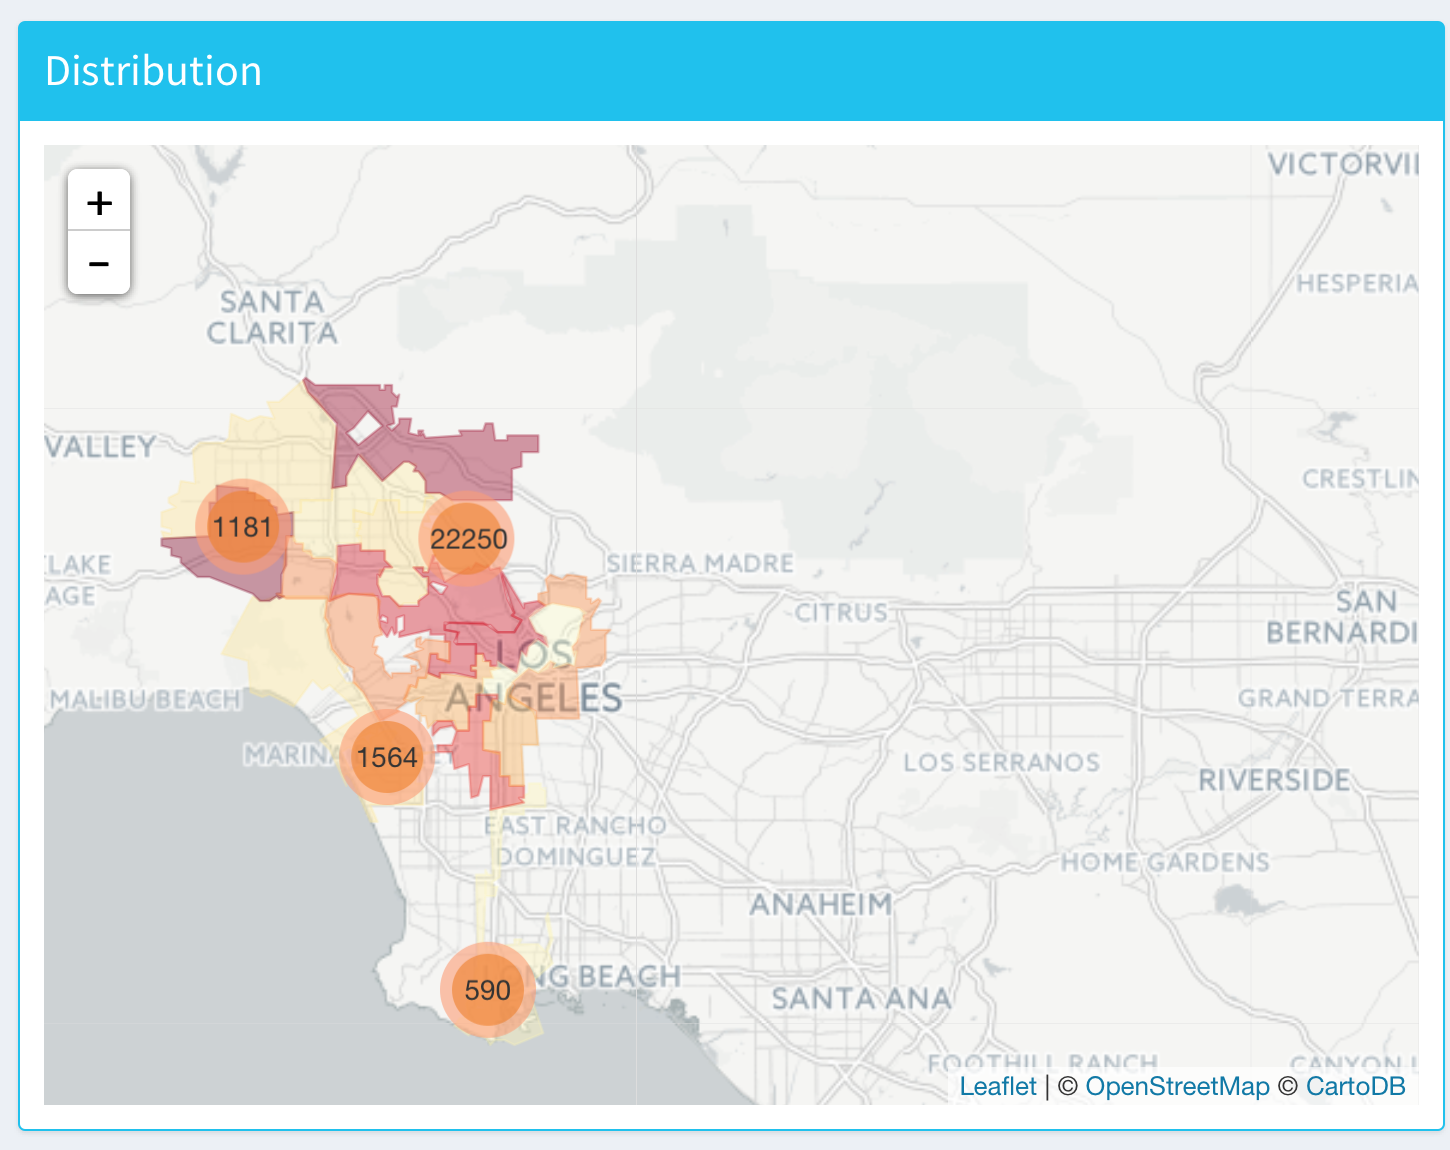 Distribution
+
-
VICTORVI
HESPERIA
SANTA
CLARITA
VALLEY
CRESTLIN
1181
22250
LAKE
AGE
SIERRA MADRE
CITRUS
SAN
BERNARDI
LOS
ANGELES
MALIBU BEACH
GRAND TERRA
MARINA
EY
1564
LOS SERRANOS
RIVERSIDE
EAST RANCHO
DOMINGUEZ
HOME GARDENS
ANAHEIM
590
NG BEACH
SANTA ANA
FOOTHILL RANCH
CANYON L
Leaflet | © OpenStreetMap © CartoDB